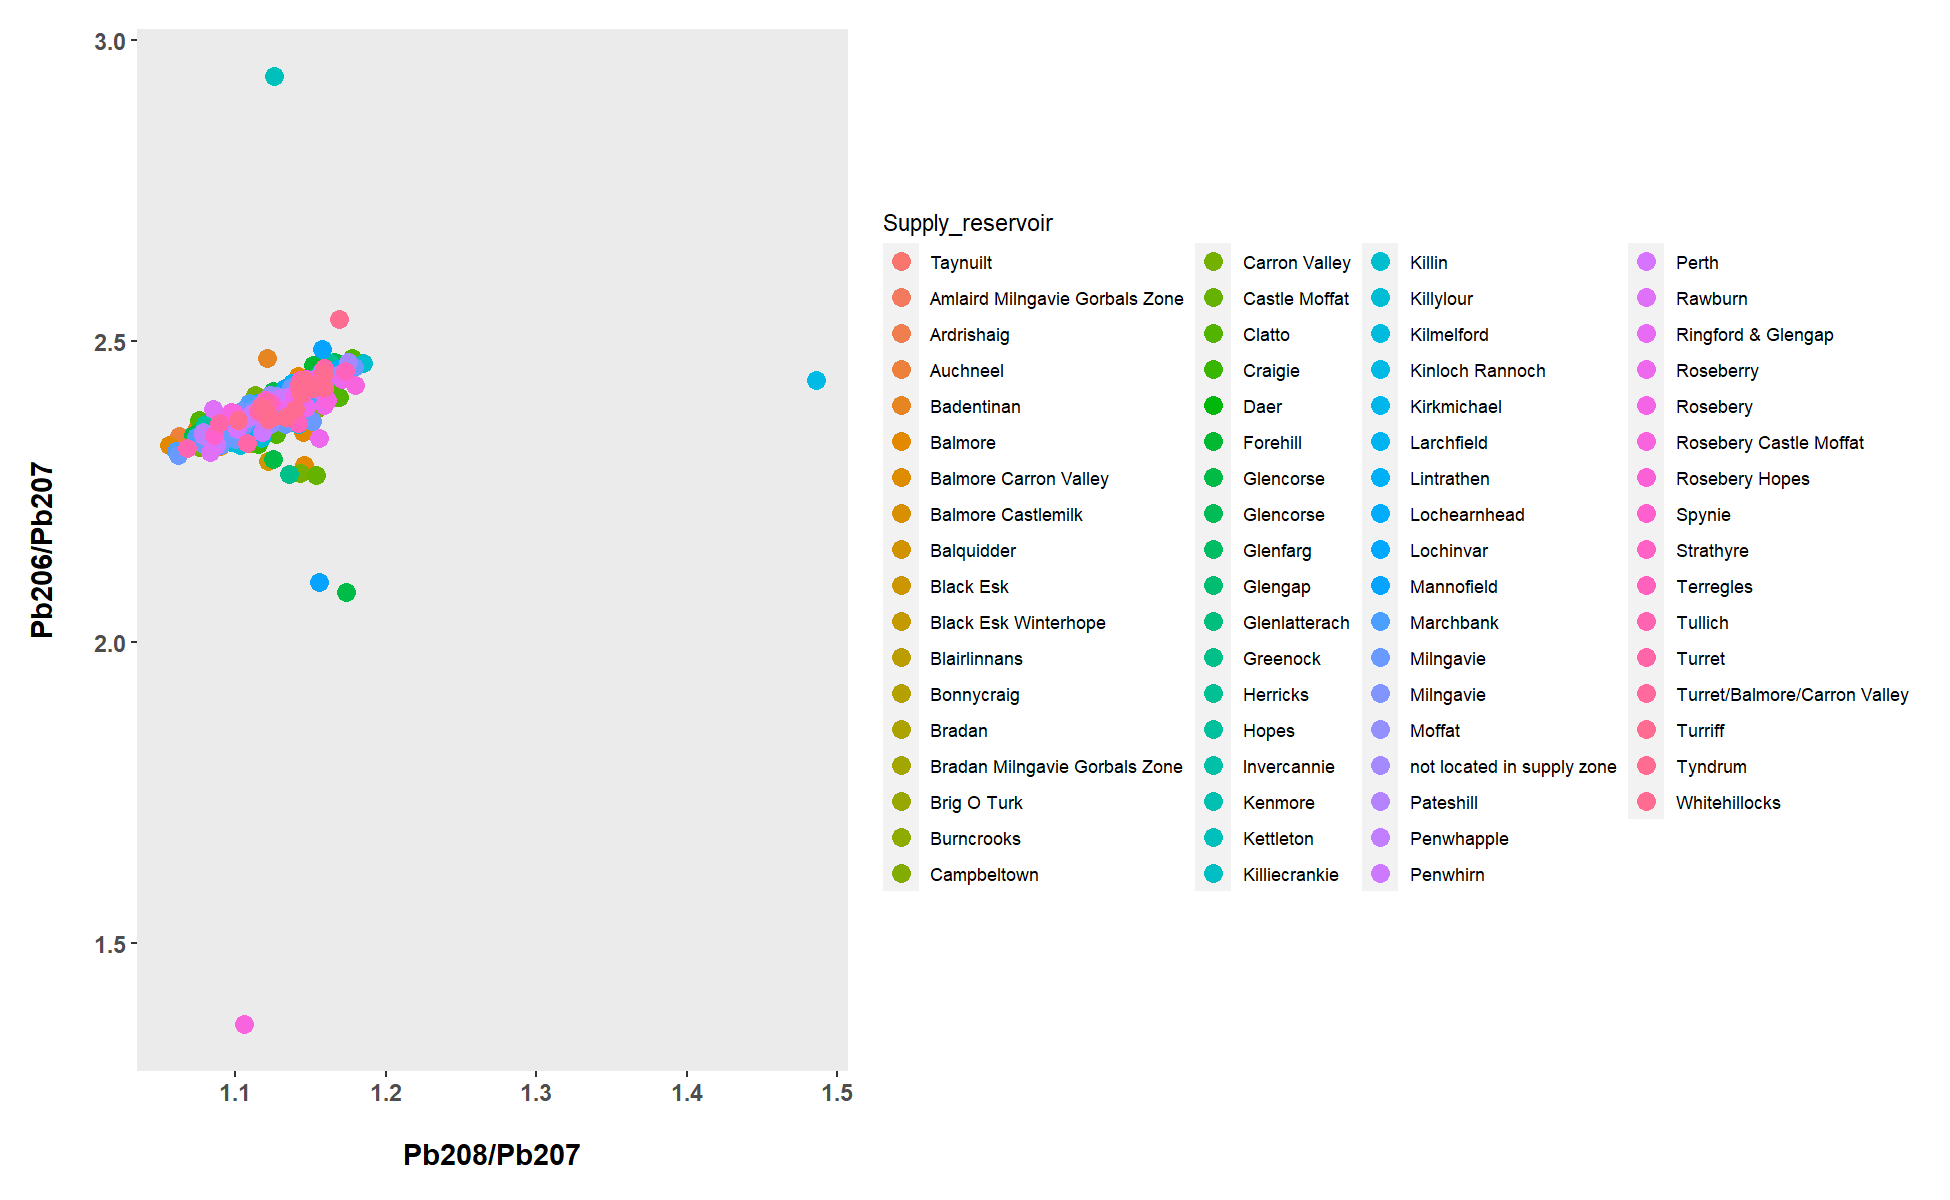 3.0
2.5
2.0
1.5
Pb206/Pb207
1.1 1.2 1.3 1.4 1.5
Pb208/Pb207
Supply_reservoir
Taynuilt
Amlaird Milngavie Gorbals Zone
Ardrishaig
Auchneel
Badentinan
Balmore
Balmore Carron Valley
Balmore Castlemilk
Balquidder
Black Esk
Black Esk Winterhope
Blairlinnans
Bonnycraig
Bradan
Bradan Milngavie Gorbals Zone
Brig O Turk
Burncrooks
Campbeltown
Carron Valley
Castle Moffat
Clatto
Craigie
Daer
Forehill
Glencorse
Glencorse
Glenfarg
Glengap
Glenlatterach
Greenock
Herricks
Hopes
Invercannie
Kenmore
Kettleton
Killiecrankie
Killin
Killylour
Kilmelford
Kinloch Rannoch
Kirkmichael
Larchfield
Lintrathen
Lochearnhead
Lochinvar
Mannofield
Marchbank
Milngavie
Milngavie
Moffat
not located in supply zone
Pateshill
Penwhapple
Penwhirn
Perth
Rawburn
Ringford & Glengap
Roseberry
Rosebery
Rosebery Castle Moffat
Rosebery Hopes
Spynie
Strathyre
Terregles
Tullich
Turret
Turret/Balmore/Carron Valley
Turriff
Tyndrum
Whitehillocks